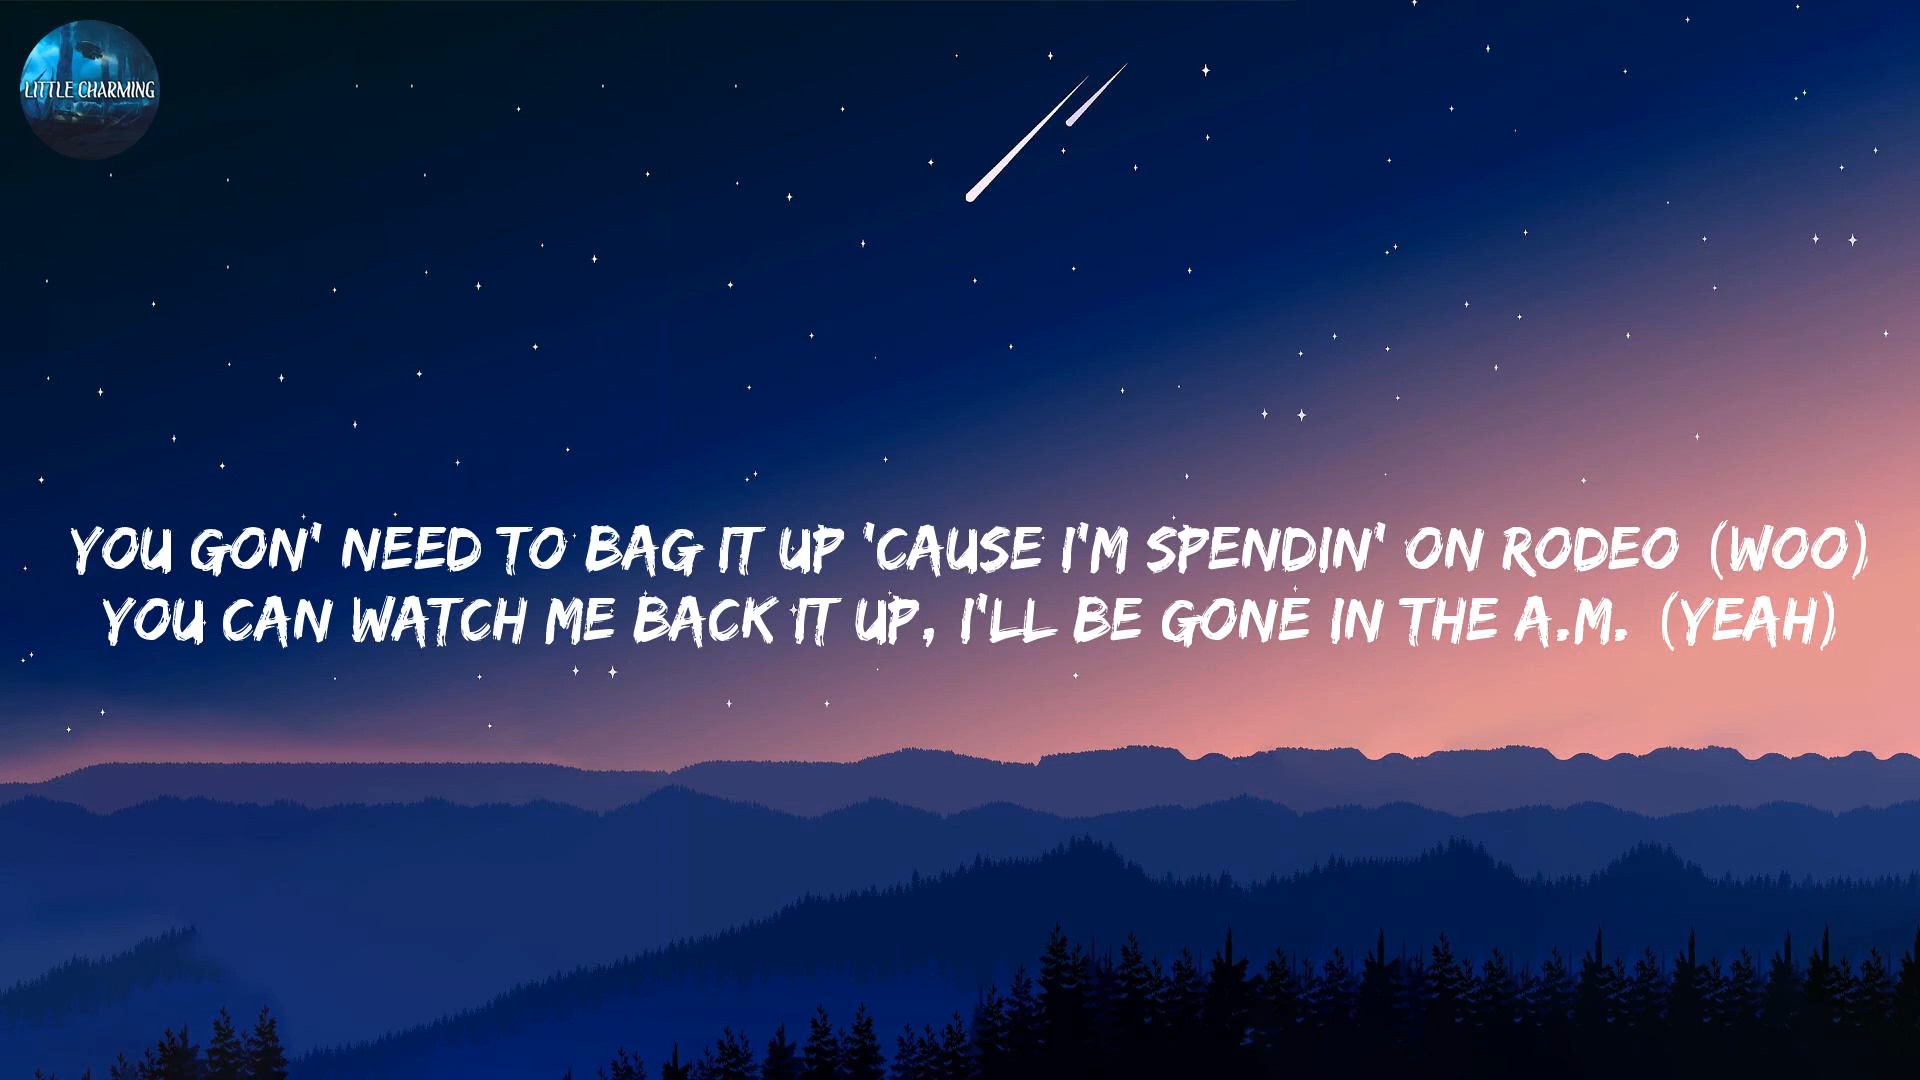 LITTLE CHARMING
YOU GON' NEED TO BAG IT UP 'CAUSE I'M SPENDIN' ON RODEO (WOO)
YOU CAN WATCH ME BACK IT UP, I'LL BE GONE IN THE A.M. (YEAH)